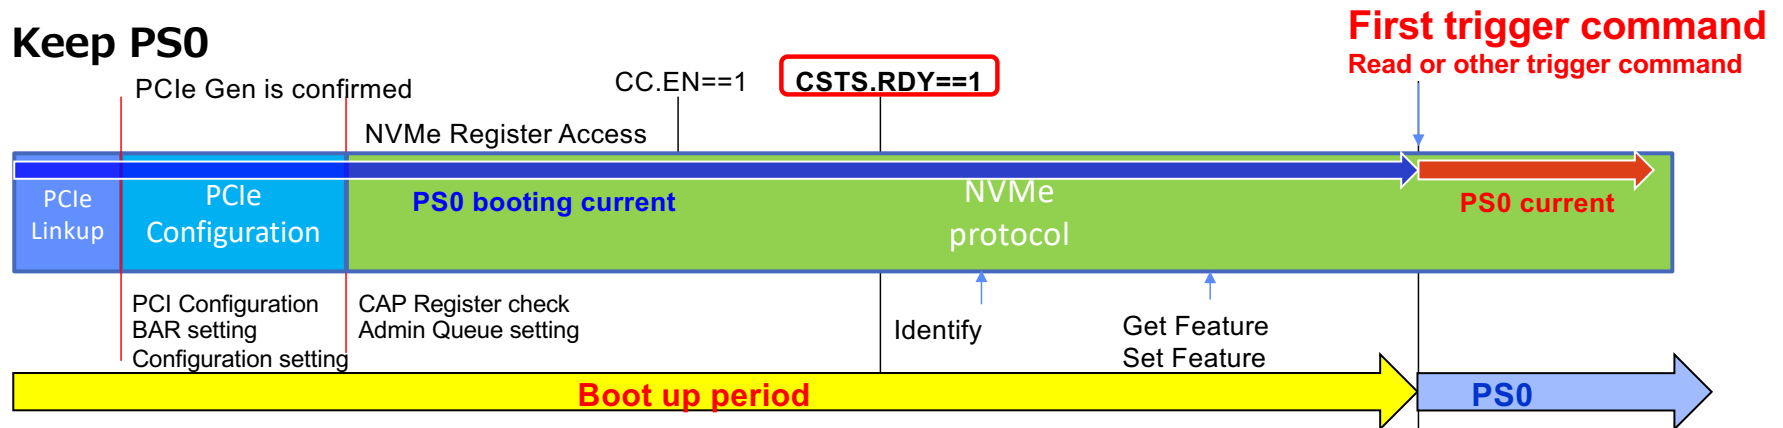 Keep PS0
First trigger command
Read or other trigger command
PCIe Gen is confirmed
CC.EN==1
CSTS.RDY==1
NVMe Register Access
PCIe
Linkup
PCIe
Configuration
PS0 booting current
NVMe
protocol
PS0 current
PCI Configuration
BAR setting
Configuration setting
CAP Register check
Admin Queue setting
Identify
Get Feature
Set Feature
Boot up period
PS0